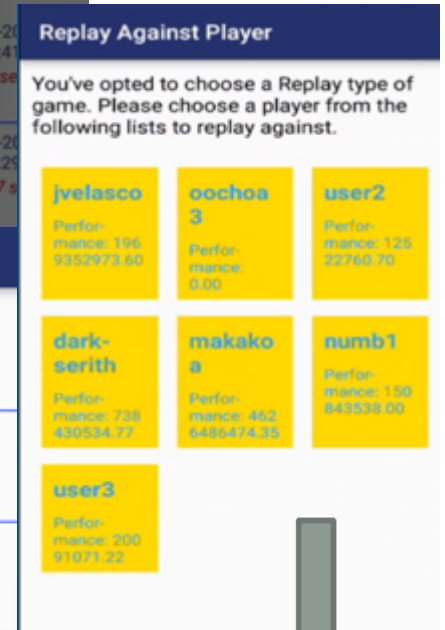 Replay Against Player
You've opted to choose a Replay type of
game. Please choose a player from the
following lists to replay against.
jvelasco
Perfor-
mance: 196
9352973.60
oochoa
3
Perfor-
mance:
0.00
user2
Perfor-
mance: 125
22760.70
dark-
serith
Perfor-
mance: 738
430534.77
makako
a
Perfor-
mance: 462
6486474.35
numb1
Perfor-
mance: 150
843538.00
user3
Perfor-
mance: 200
91071.22